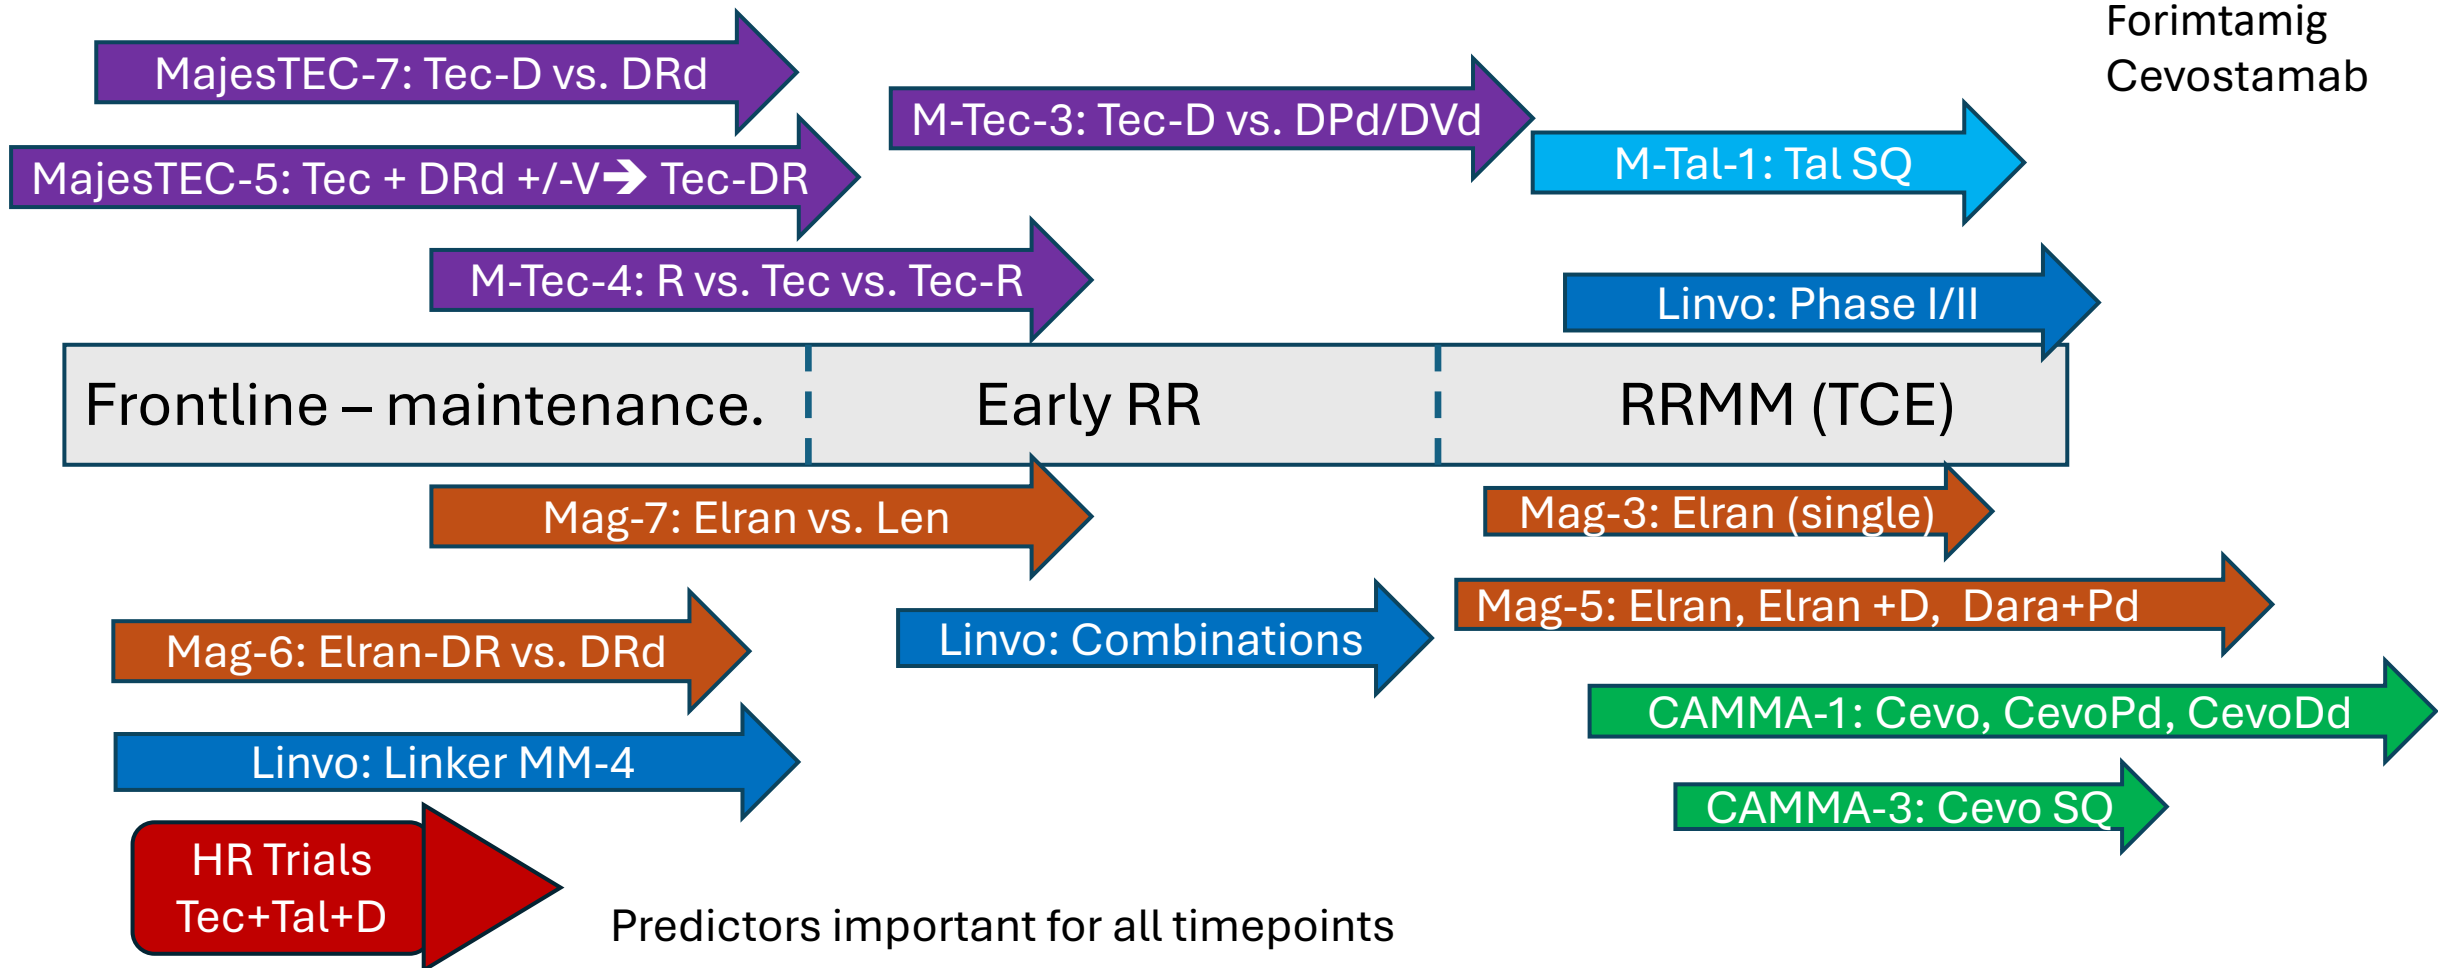 Forimtamig
Cevostamab
MajesTEC-7: Tec-D vs. DRd
M-Tec-3: Tec-D vs. DPd/DVd
M-Tal-1: Tal SQ
MajesTEC-5: Tec + DRd +/-V➔ Tec-DR
M-Tec-4: R vs. Tec vs. Tec-R
Linvo: Phase I/II
Frontline – maintenance.
Early RR
RRMM (TCE)
Mag-7: Elran vs. Len
Mag-3: Elran (single)
Mag-5: Elran, Elran +D, Dara+Pd
Mag-6: Elran-DR vs. DRd
Linvo: Combinations
CAMMA-1: Cevo, CevoPd, CevoDd
Linvo: Linker MM-4
CAMMA-3: Cevo SQ
HR Trials
Tec+Tal+D
Predictors important for all timepoints